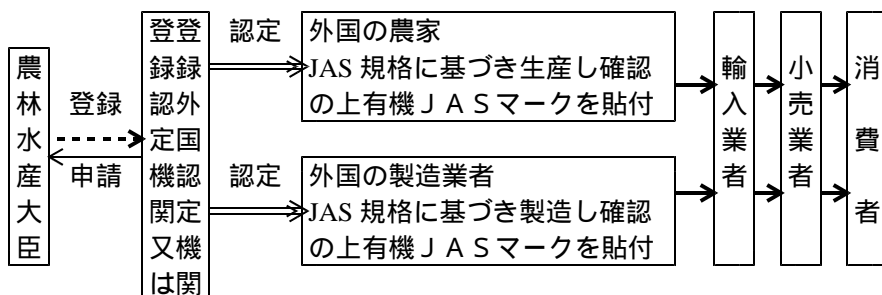 農林水産大臣
登録
申請
登録認定機関又は
登録外国認定機関
認定
外国の農家
JAS 規格に基づき生産し確認
の上有機ＪＡＳマークを貼付
認定
外国の製造業者
JAS 規格に基づき製造し確認
の上有機ＪＡＳマークを貼付
輸入業者
小売業者
消費者